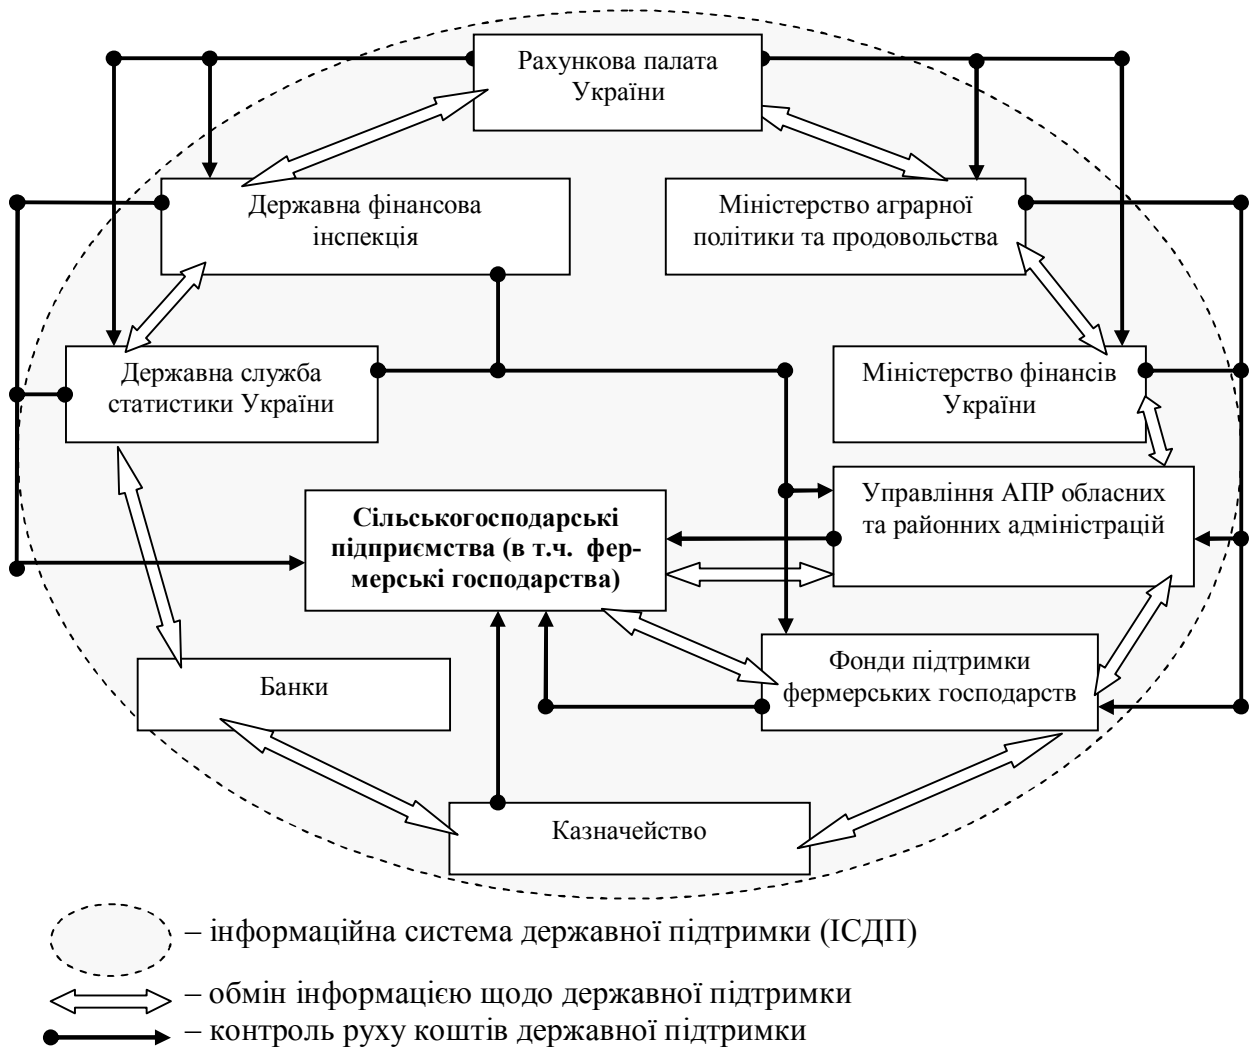 Рахункова палата
України
Державна фінансова
інспекція
Міністерство аграрної
політики та продовольства
Державна служба
статистики України
Міністерство фінансів
України
Управління АПР обласних
та районних адміністрацій
Сільськогосподарські
підприємства (в т.ч. фер-
мерські господарства)
Фонди підтримки
фермерських господарств
Банки
Казначейство
– інформаційна система державної підтримки (ІСДП)
– обмін інформацією щодо державної підтримки
– контроль руху коштів державної підтримки